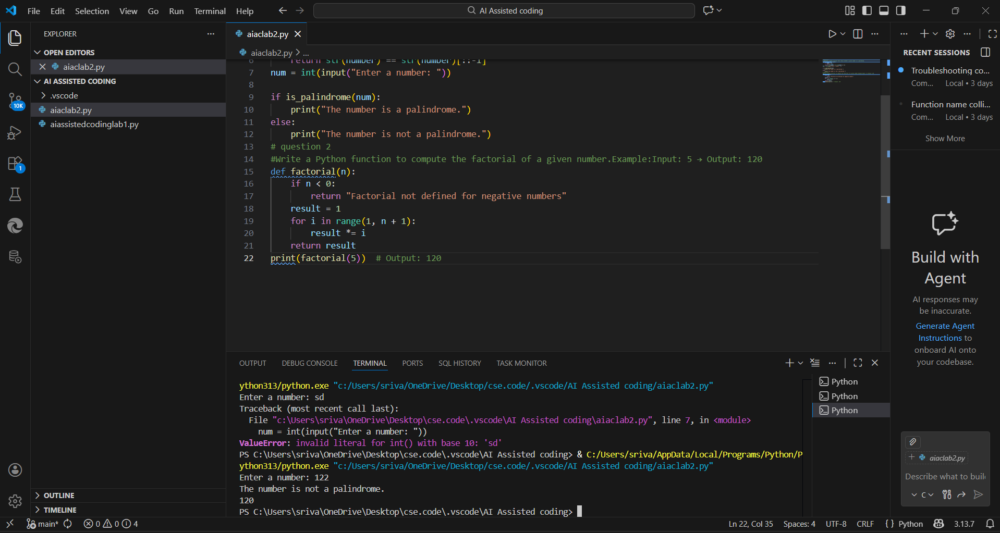 File Edit Selection View Go Run Terminal Help
AI Assisted coding
EXPLORER
OPEN EDITORS
aiaclab2.py
AI ASSISTED CODING
.vscode
aiaclab2.py
aiassistedcodinglab1.py
10K
1
OUTLINE
TIMELINE
aiaclab2.py
aiaclab2.py > ...
6 return str(number) == str(number)[::-1]
7 num = int(input("Enter a number: "))
8
9 if is_palindrome(num):
10 print("The number is a palindrome.")
11 else:
12 print("The number is not a palindrome.")
13 # question 2
14 #Write a Python function to compute the factorial of a given number.Example:Input: 5 → Output: 120
15 def factorial(n):
16 if n < 0:
17 return "Factorial not defined for negative numbers"
18 result = 1
19 for i in range(1, n + 1):
20 result *= i
21 return result
22 print(factorial(5)) # Output: 120
OUTPUT DEBUG CONSOLE TERMINAL PORTS SQL HISTORY TASK MONITOR
ython313/python.exe "c:/Users/sriva/OneDrive/Desktop/cse.code/.vscode/AI Assisted coding/aiaclab2.py"
Enter a number: sd
Traceback (most recent call last):
File "c:\Users\sriva\OneDrive\Desktop\cse.code\.vscode\AI Assisted coding\aiaclab2.py", line 7, in <module>
num = int(input("Enter a number: "))
ValueError: invalid literal for int() with base 10: 'sd'
PS C:\Users\sriva\OneDrive\Desktop\cse.code\.vscode\AI Assisted coding> & C:/Users/sriva/AppData/Local/Programs/Python/P
ython313/python.exe "c:/Users/sriva/OneDrive/Desktop/cse.code/.vscode/AI Assisted coding/aiaclab2.py"
Enter a number: 122
The number is not a palindrome.
120
PS C:\Users\sriva\OneDrive\Desktop\cse.code\.vscode\AI Assisted coding>
Python
Python
Python
RECENT SESSIONS
Troubleshooting co...
Com... Local • 3 days
Function name colli...
Com... Local • 3 days
Show More
Build with
Agent
AI responses may
be inaccurate.
Generate Agent
Instructions to
onboard AI onto
your codebase.
aiaclab2.py
Describe what to buil
C
main* 0 0 4
Ln 22, Col 35 Spaces: 4 UTF-8 CRLF { } Python 3.13.7